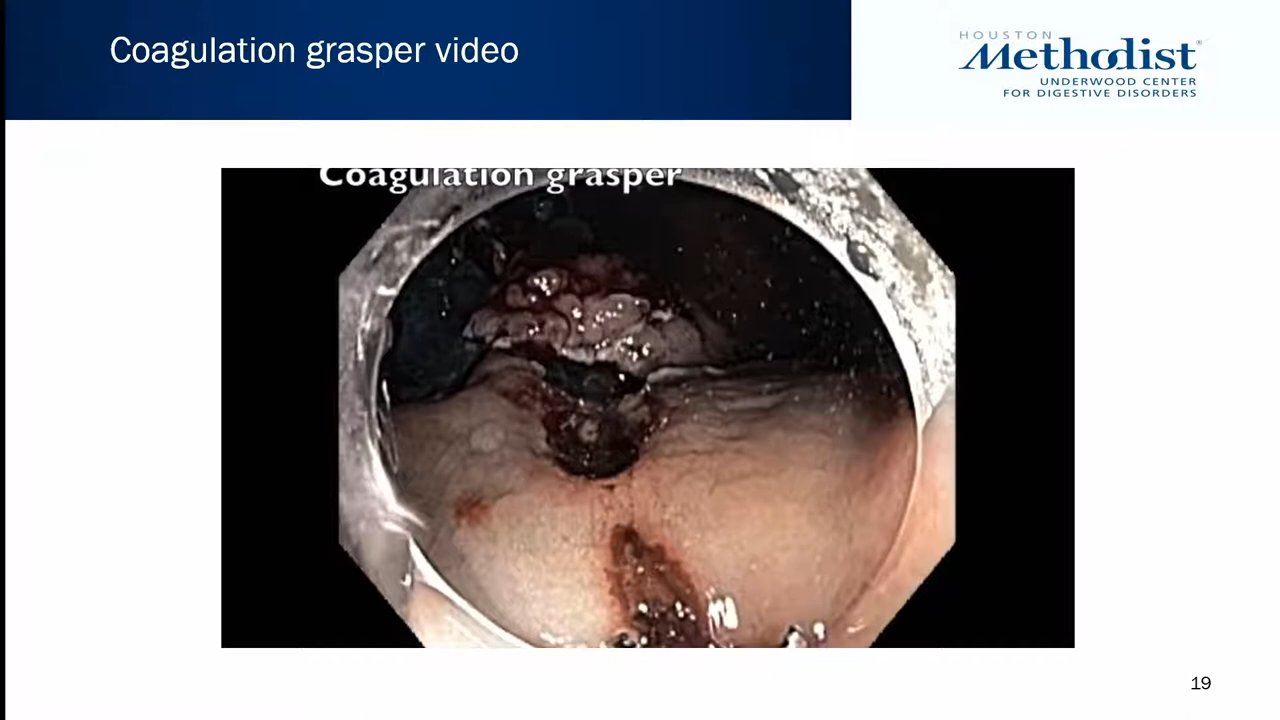 Coagulation grasper video
HOUSTON
Methodist®
UNDERWOOD CENTER
FOR DIGESTIVE DISORDERS
Coagulation grasper
19